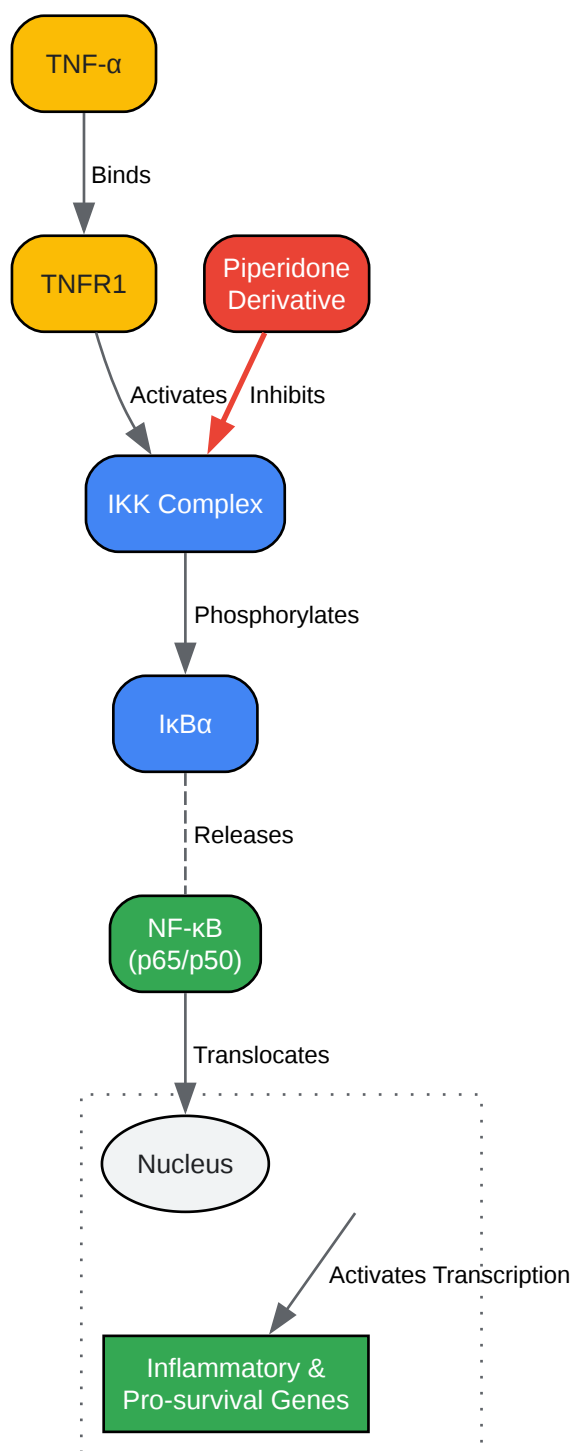 TNF-α
Binds
TNFR1
Piperidone
Derivative
Activates
Inhibits
IKK Complex
Phosphorylates
IκBα
Releases
NF-κB
(p65/p50)
Translocates
Nucleus
Activates Transcription
Inflammatory &
Pro-survival Genes